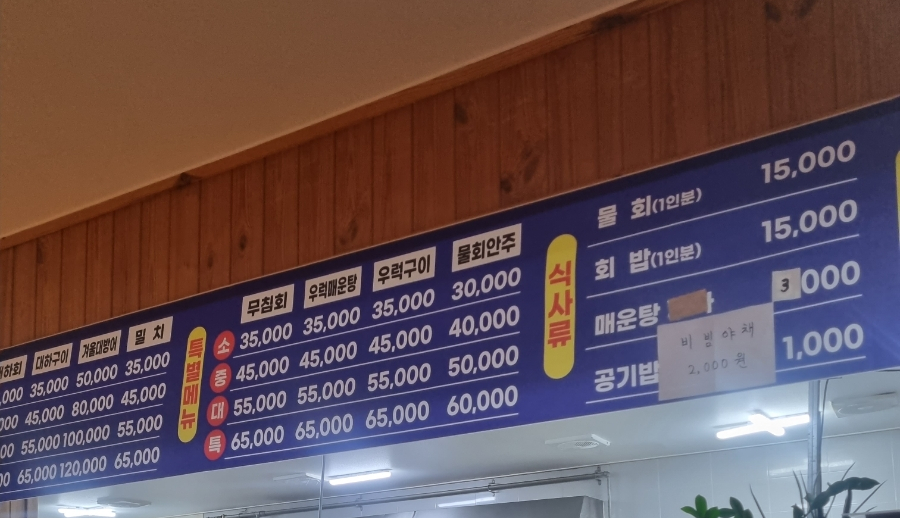 대하구이 겨울대방어 밀 치
35,000 50,000 35,000
45,000 80,000 45,000
55,000 100,000 55,000
65,000 120,000 65,000
특별메뉴
무침회 우럭매운탕 우럭구이 물회안주
소 35,000 35,000 35,000 30,000
중 45,000 45,000 45,000 40,000
대 55,000 55,000 55,000 50,000
특 65,000 65,000 65,000 60,000
식사류
물 회(1인분) 15,000
회 밥(1인분) 15,000
매운탕 3 000
공기밥 1,000
비빔야채
2,000원